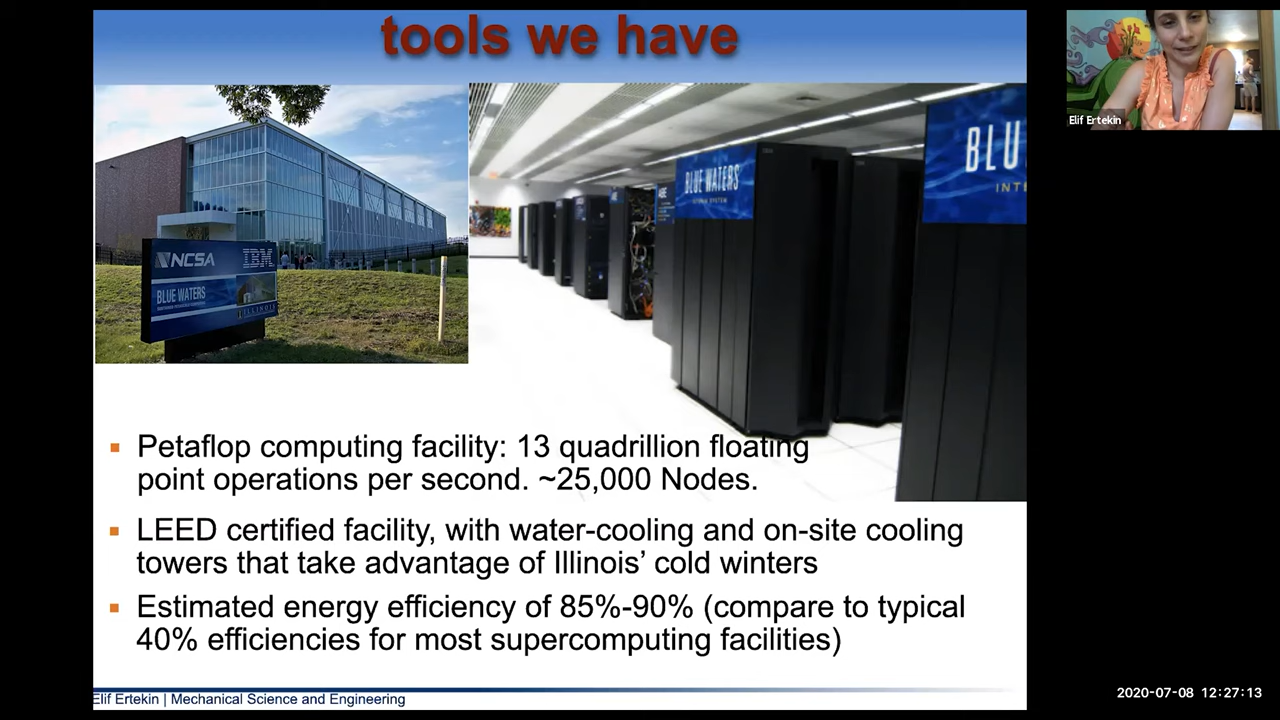 tools we have
Elif Ertekin
NCSA
IBM
BLUE WATERS
ILLINOIS
BLUE WATERS
BLU
INT
▪ Petaflop computing facility: 13 quadrillion floating
point operations per second. ~25,000 Nodes.
▪ LEED certified facility, with water-cooling and on-site cooling
towers that take advantage of Illinois’ cold winters
▪ Estimated energy efficiency of 85%-90% (compare to typical
40% efficiencies for most supercomputing facilities)
Elif Ertekin | Mechanical Science and Engineering
2020-07-08 12:27:13